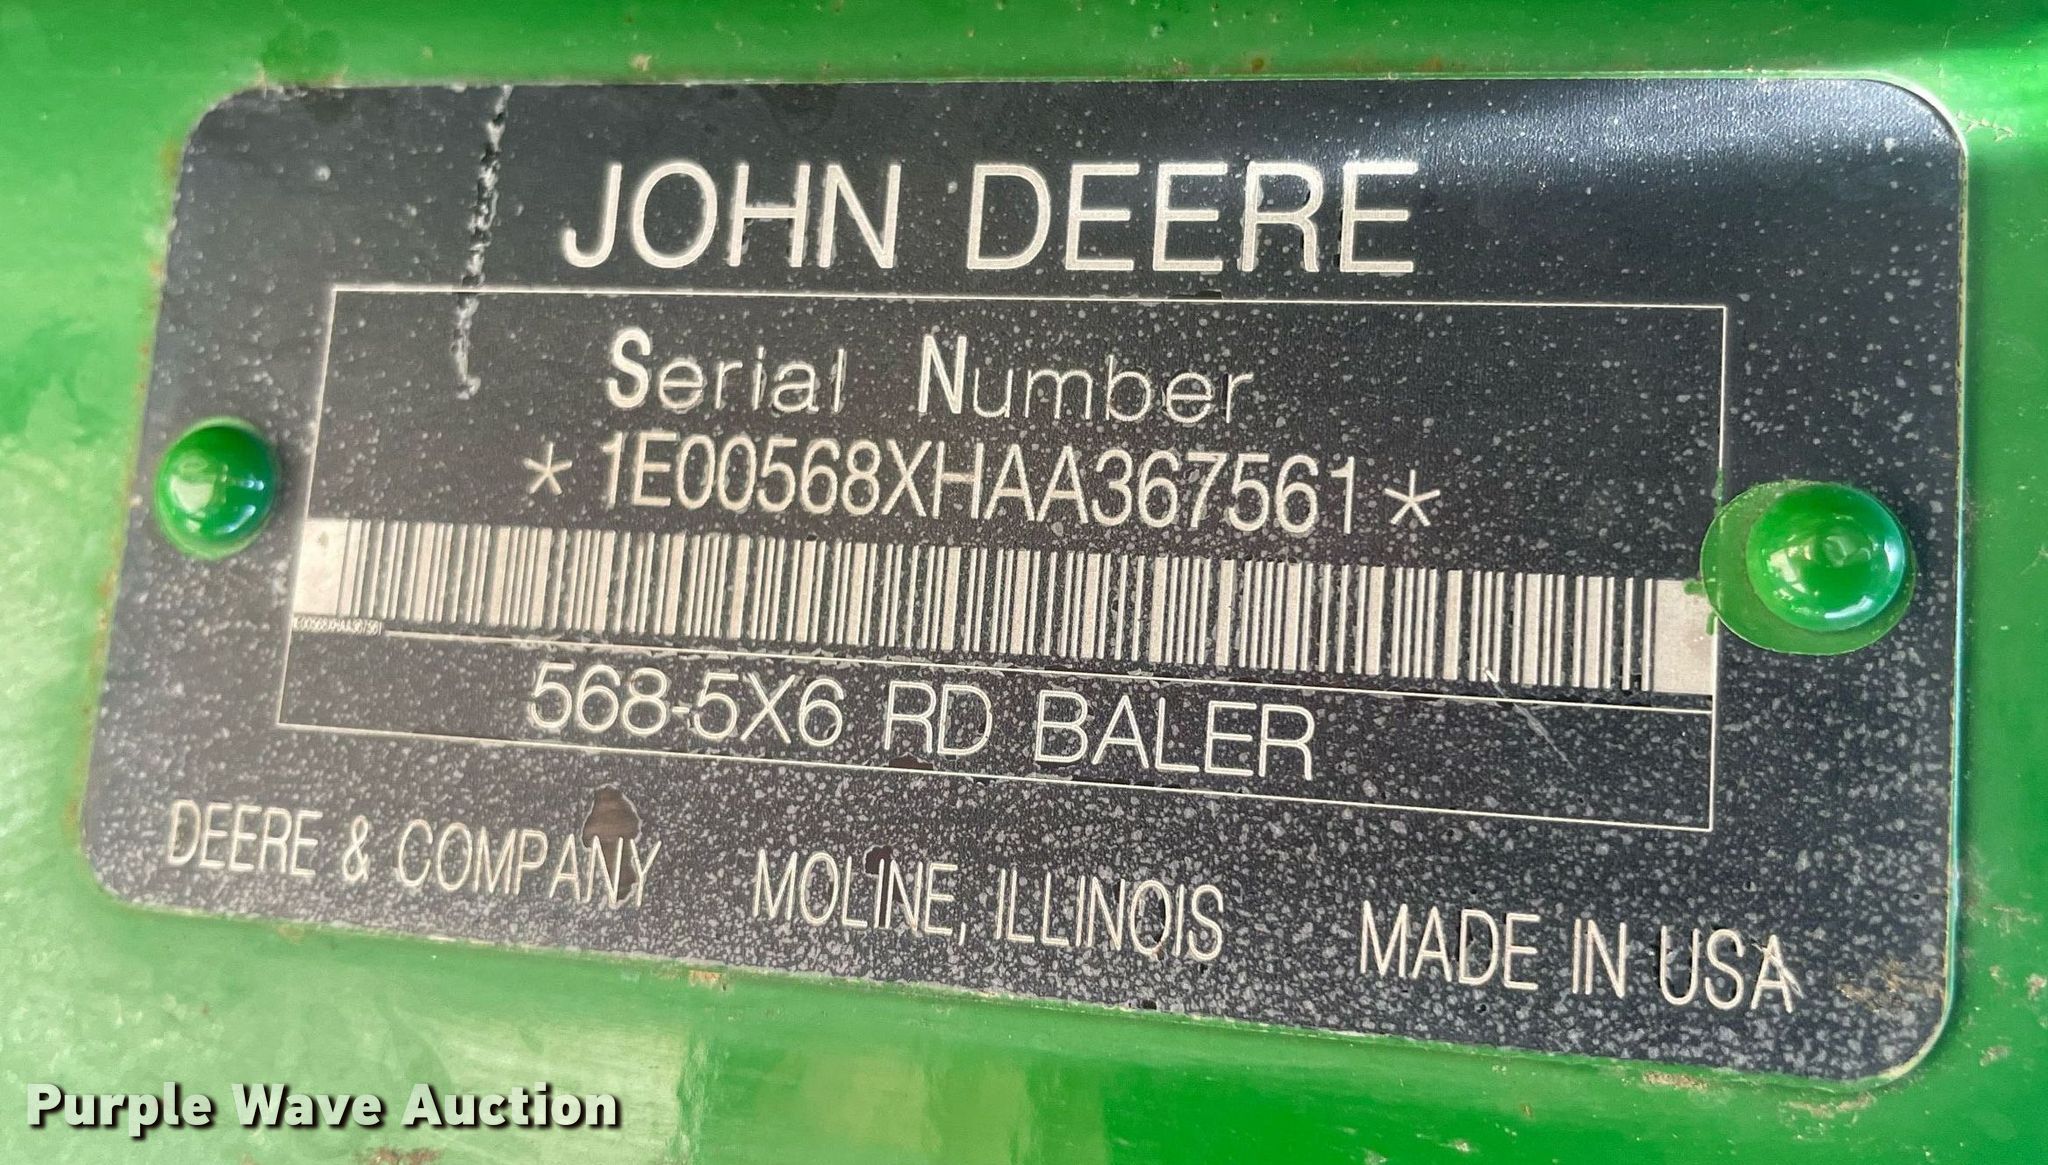 JOHN DEERE
Serial Number
*1E00568XHAA367561*
1E00568XHAA367561
568-5X6 RD BALER
DEERE & COMPANY MOLINE, ILLINOIS MADE IN USA
Purple Wave Auction